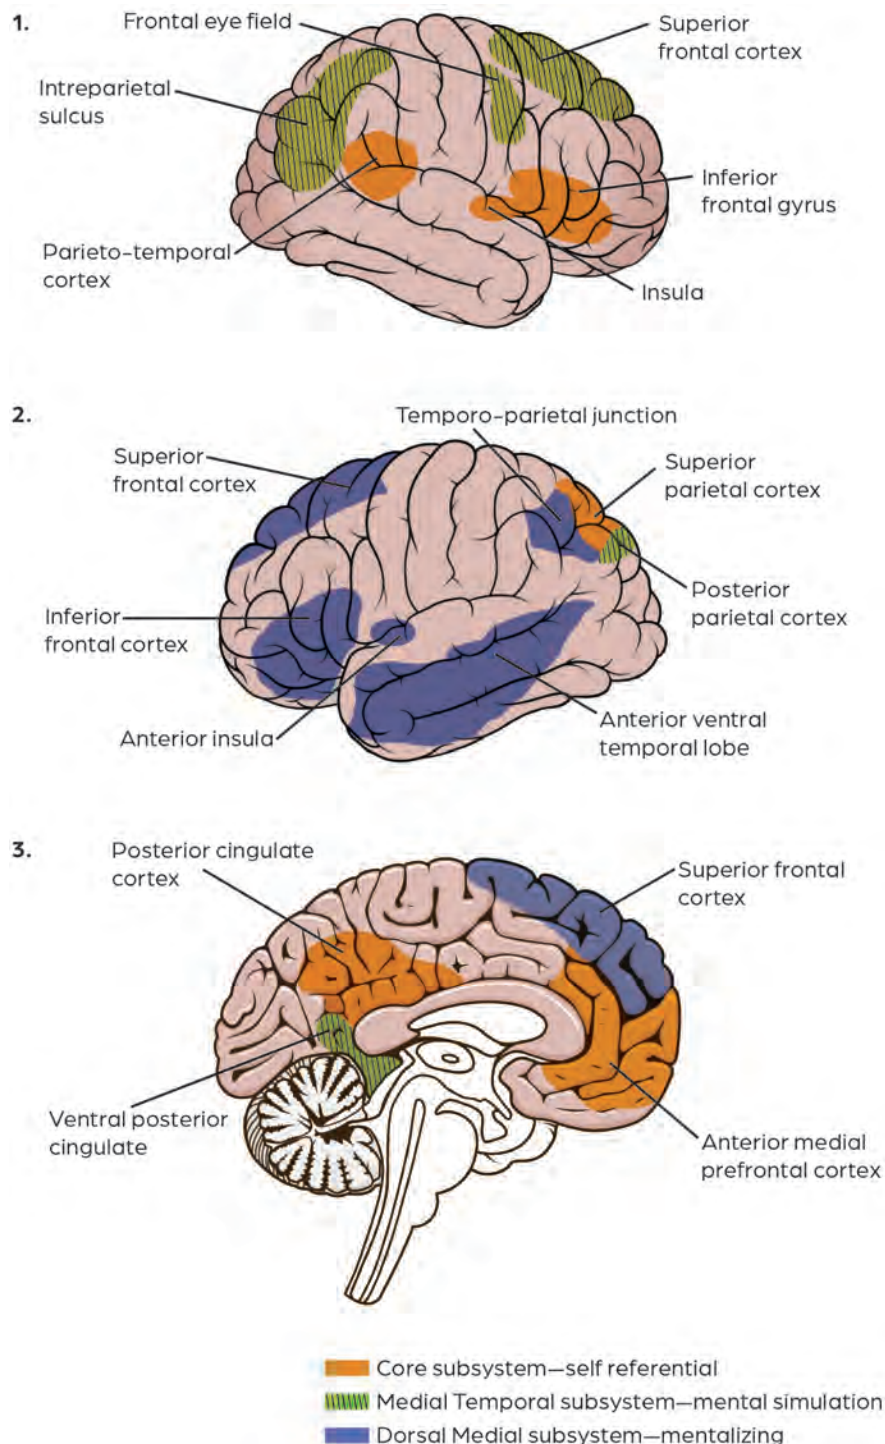 1.
Frontal eye field
Superior
frontal cortex
Intreparietal
sulcus
Inferior
frontal gyrus
Parieto-temporal
cortex
Insula
2.
Temporo-parietal junction
Superior
frontal cortex
Superior
parietal cortex
Inferior
frontal cortex
Posterior
parietal cortex
Anterior insula
Anterior ventral
temporal lobe
3.
Posterior cingulate
cortex
Superior frontal
cortex
Ventral posterior
cingulate
Anterior medial
prefrontal cortex
Core subsystem—self referential
Medial Temporal subsystem—mental simulation
Dorsal Medial subsystem—mentalizing